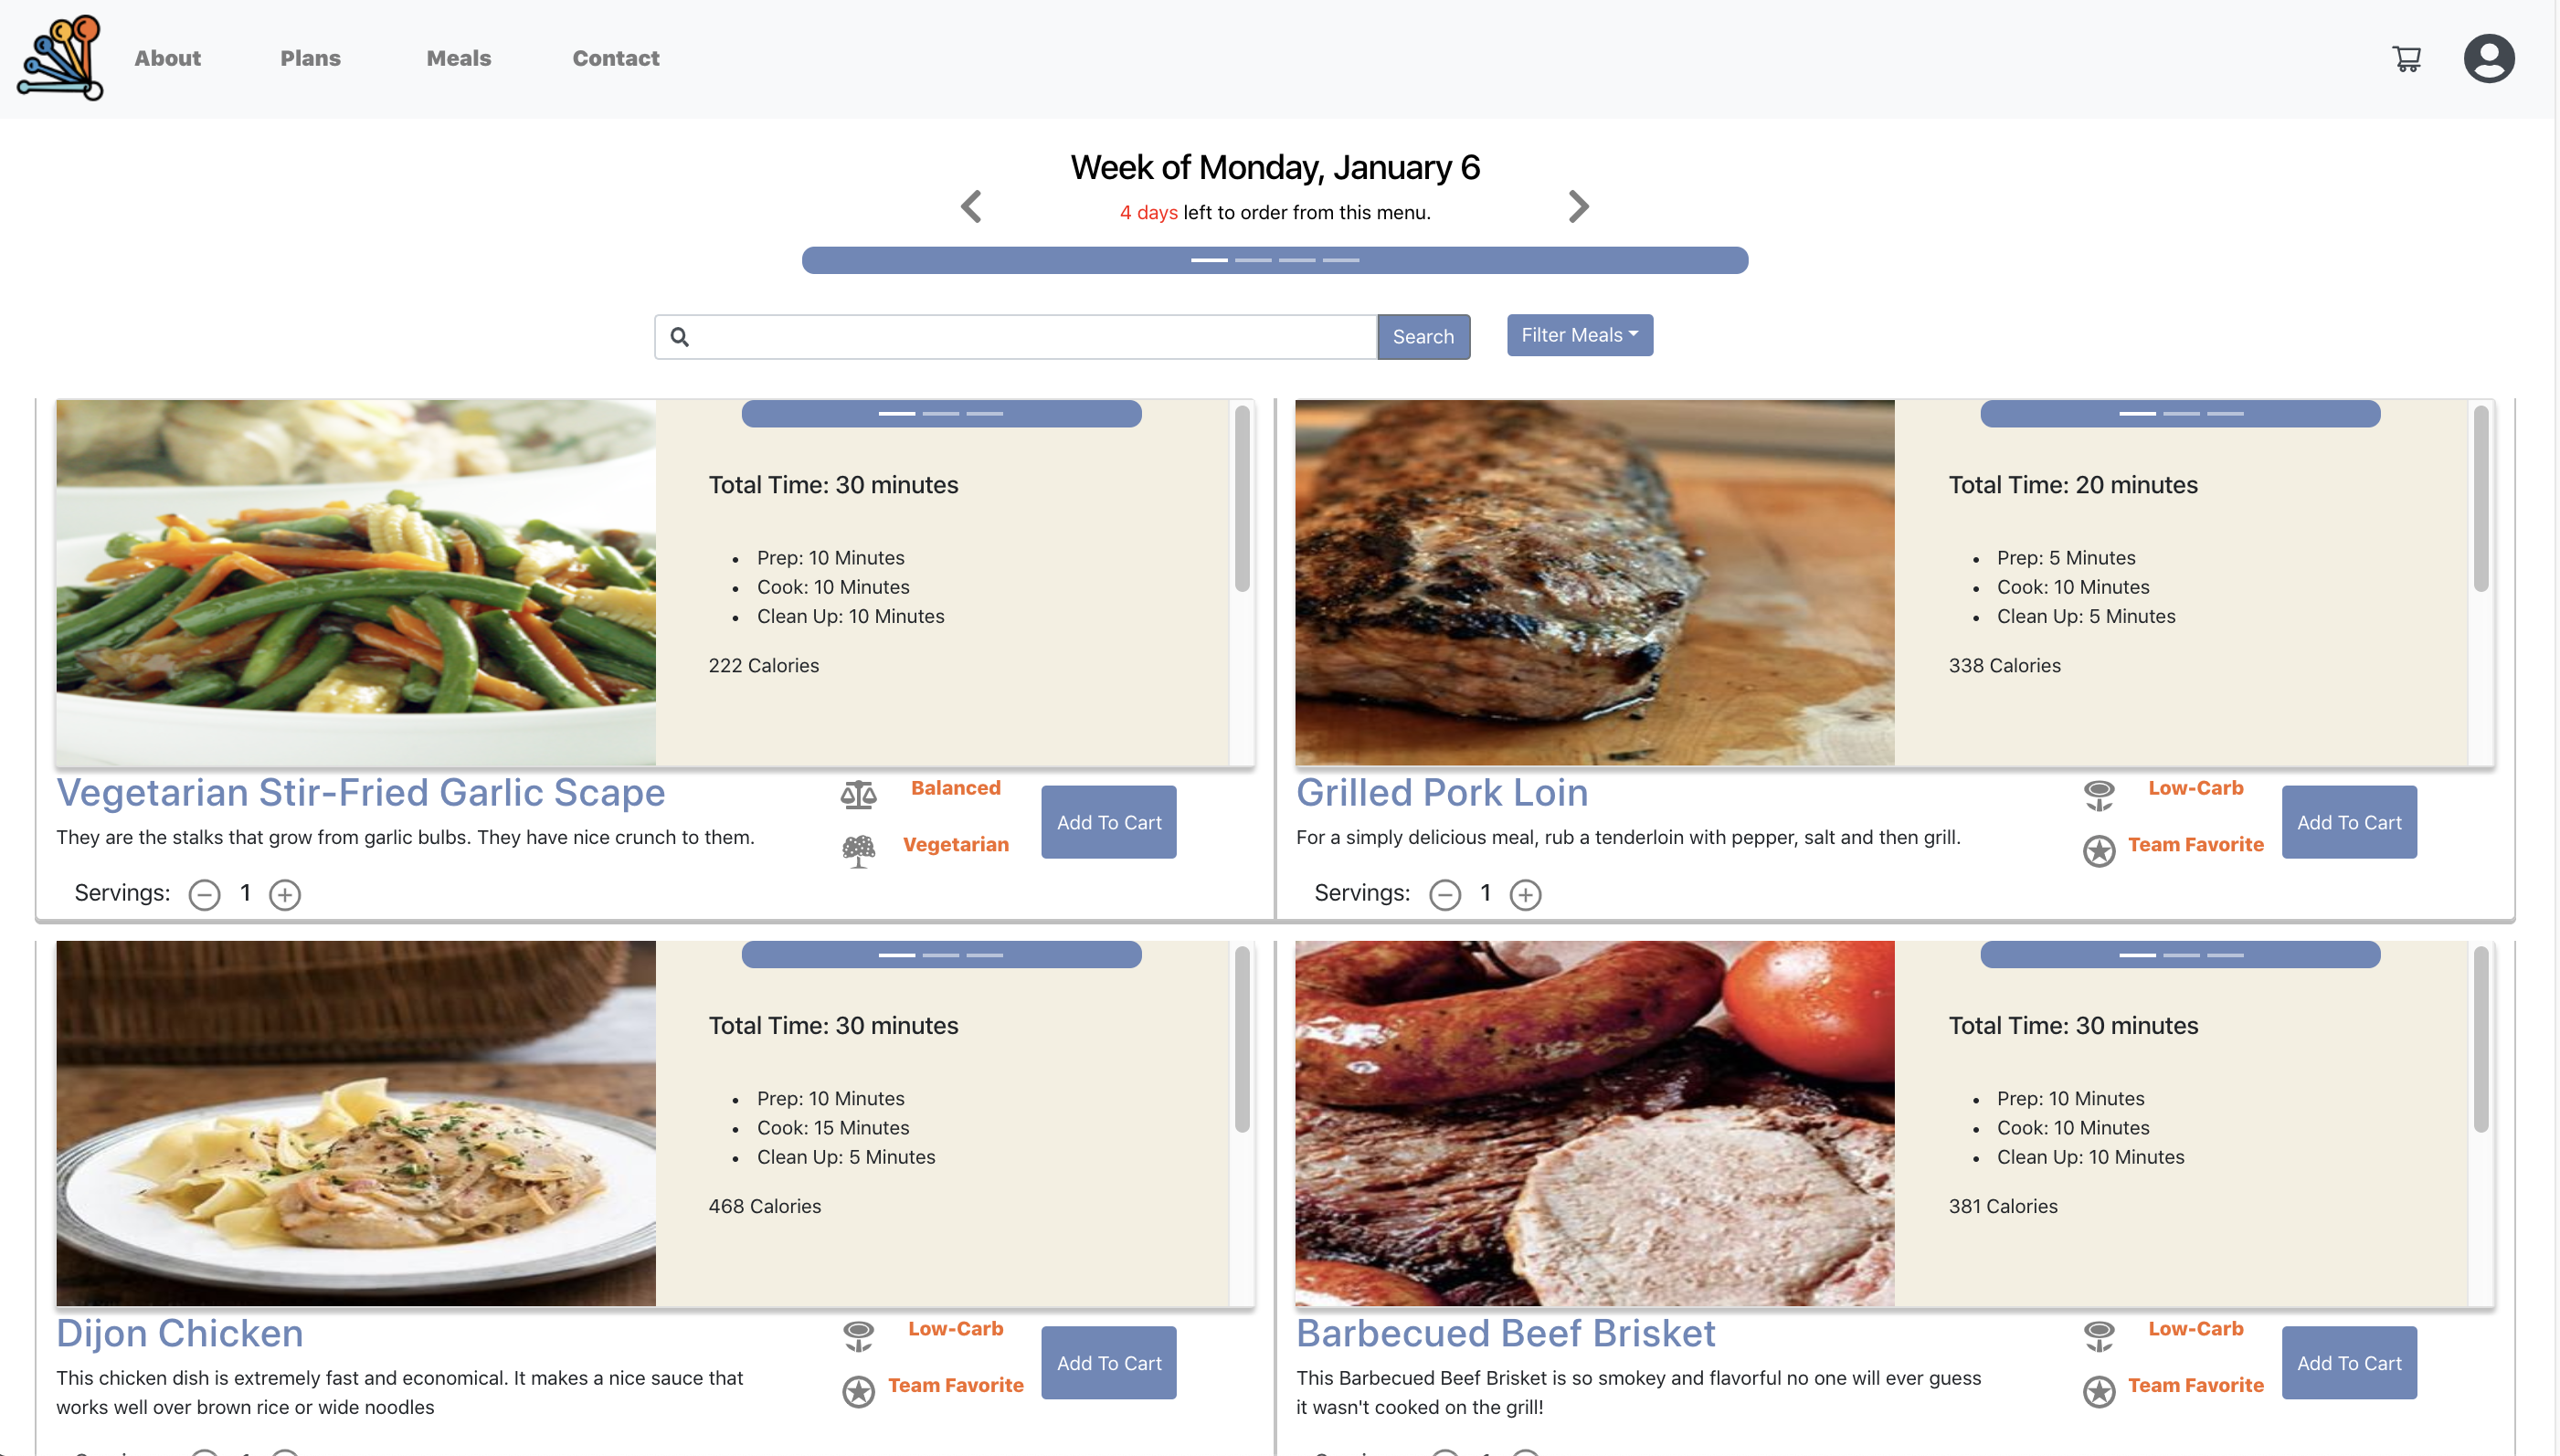 About
Plans
Meals
Contact
Week of Monday, January 6
4 days left to order from this menu.
Search
Filter Meals
Total Time: 30 minutes
Prep: 10 Minutes
Cook: 10 Minutes
Clean Up: 10 Minutes
222 Calories
Vegetarian Stir-Fried Garlic Scape
They are the stalks that grow from garlic bulbs. They have nice crunch to them.
Balanced
Vegetarian
Add To Cart
Servings: 1
Total Time: 20 minutes
Prep: 5 Minutes
Cook: 10 Minutes
Clean Up: 5 Minutes
338 Calories
Grilled Pork Loin
For a simply delicious meal, rub a tenderloin with pepper, salt and then grill.
Low-Carb
Team Favorite
Add To Cart
Servings: 1
Total Time: 30 minutes
Prep: 10 Minutes
Cook: 15 Minutes
Clean Up: 5 Minutes
468 Calories
Dijon Chicken
This chicken dish is extremely fast and economical. It makes a nice sauce that
works well over brown rice or wide noodles
Low-Carb
Team Favorite
Add To Cart
Total Time: 30 minutes
Prep: 10 Minutes
Cook: 10 Minutes
Clean Up: 10 Minutes
381 Calories
Barbecued Beef Brisket
This Barbecued Beef Brisket is so smokey and flavorful no one will ever guess
it wasn't cooked on the grill!
Low-Carb
Team Favorite
Add To Cart